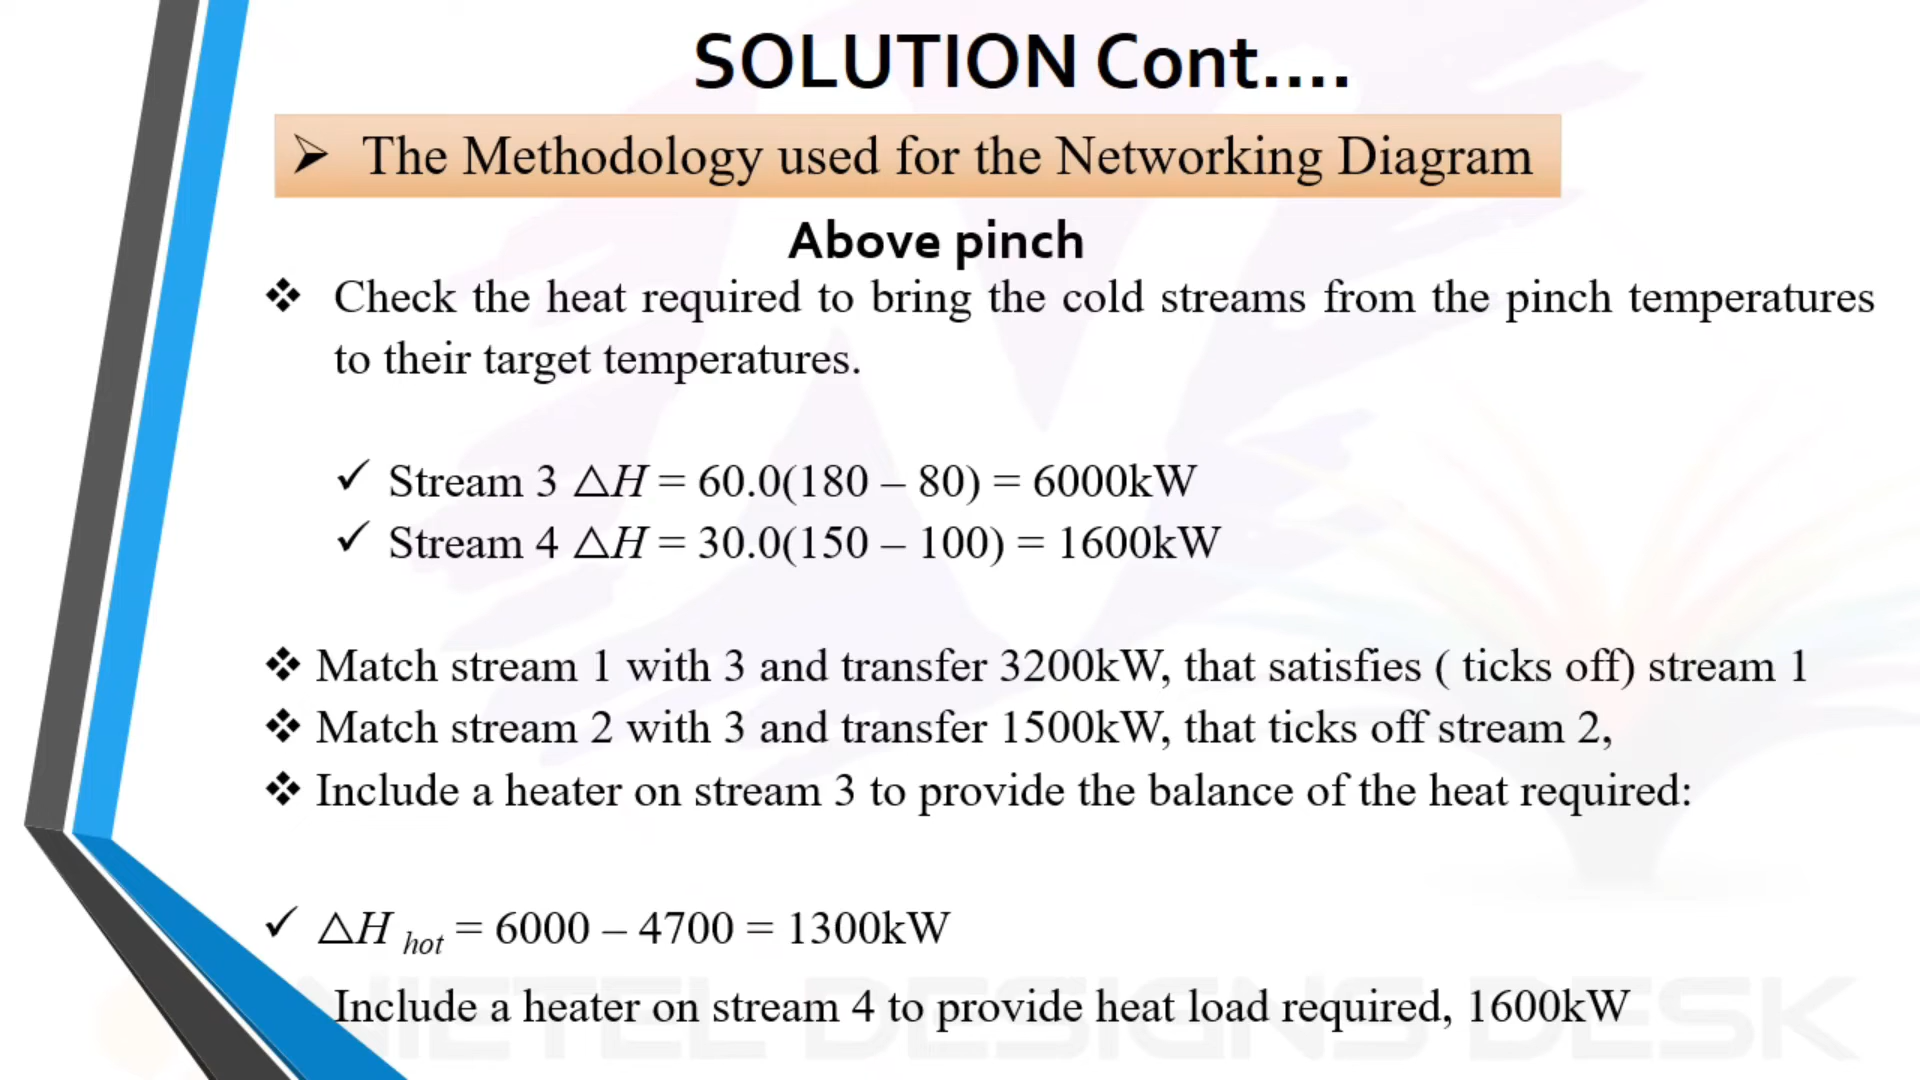 SOLUTION Cont....
➤ The Methodology used for the Networking Diagram
Above pinch
❖ Check the heat required to bring the cold streams from the pinch temperatures
to their target temperatures.
✓ Stream 3 △H = 60.0(180 – 80) = 6000kW
✓ Stream 4 △H = 30.0(150 – 100) = 1600kW
❖ Match stream 1 with 3 and transfer 3200kW, that satisfies ( ticks off) stream 1
❖ Match stream 2 with 3 and transfer 1500kW, that ticks off stream 2,
❖ Include a heater on stream 3 to provide the balance of the heat required:
✓ △H hot = 6000 – 4700 = 1300kW
Include a heater on stream 4 to provide heat load required, 1600kW
NIETEL DESIGNS DESK